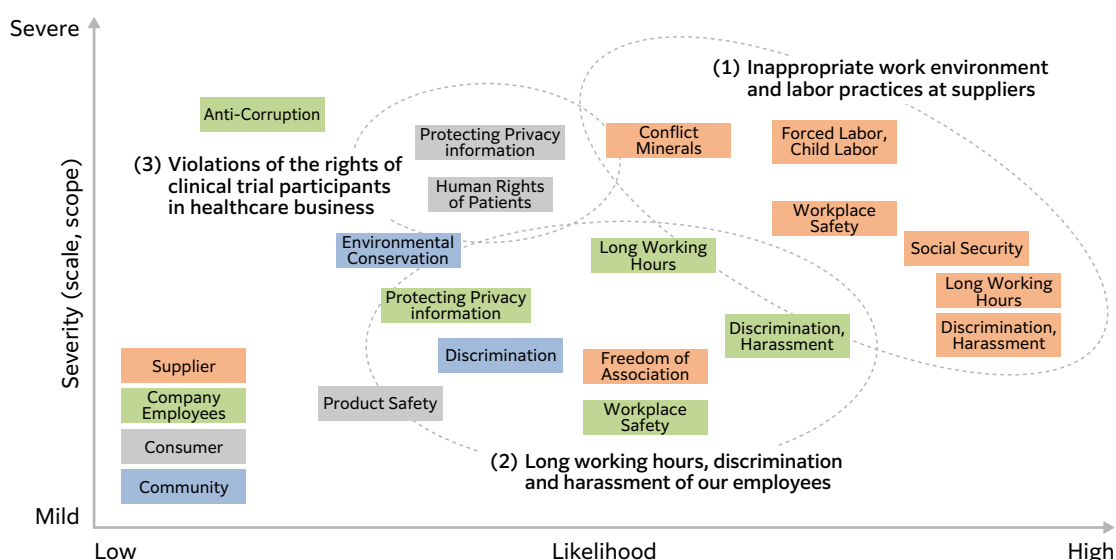 Severe
(1) Inappropriate work environment
and labor practices at suppliers
Anti-Corruption
Protecting Privacy
information
Conflict
Minerals
Forced Labor,
Child Labor
(3) Violations of the rights of
clinical trial participants
in healthcare business
Human Rights
of Patients
Workplace
Safety
Environmental
Conservation
Long Working
Hours
Social Security
Long Working
Hours
Protecting Privacy
information
Discrimination,
Harassment
Discrimination,
Harassment
Discrimination
Freedom of
Association
Product Safety
Workplace
Safety
Supplier
Company
Employees
Consumer
Community
(2) Long working hours, discrimination
and harassment of our employees
Severity (scale, scope)
Mild
Low
Likelihood
High